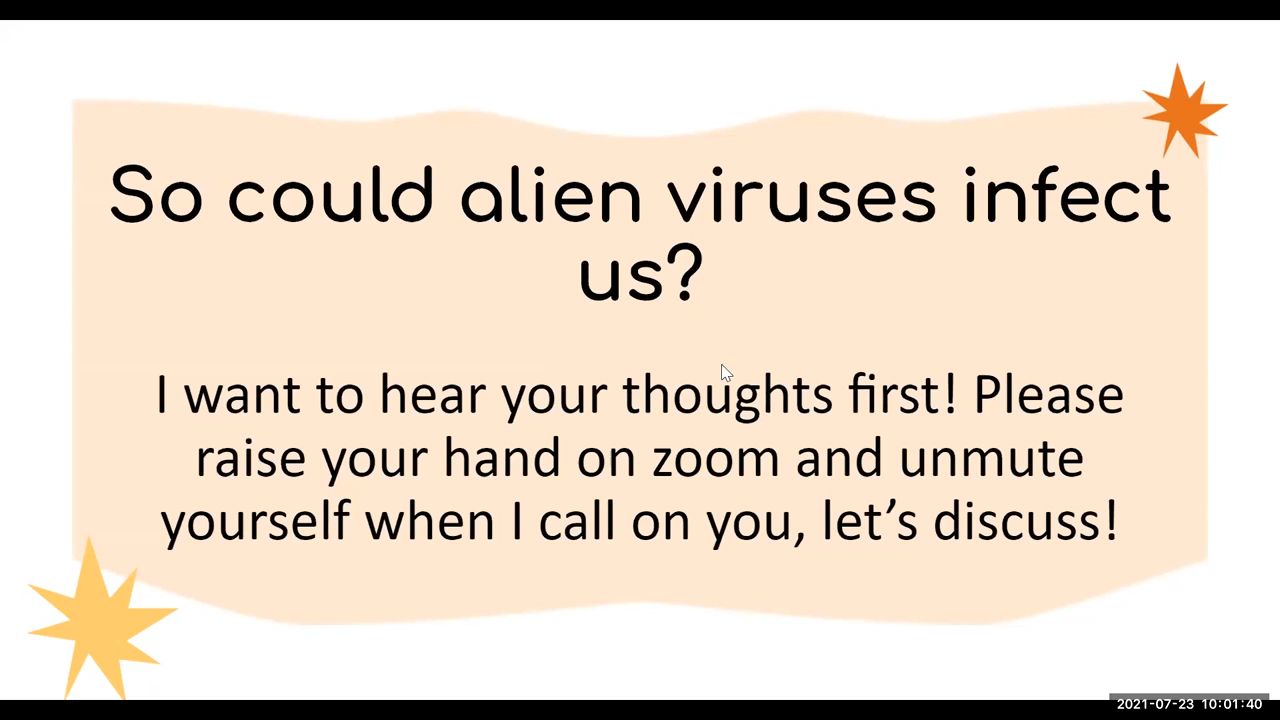 So could alien viruses infect
us?
I want to hear your thoughts first! Please
raise your hand on zoom and unmute
yourself when I call on you, let’s discuss!
2021-07-23 10:01:40